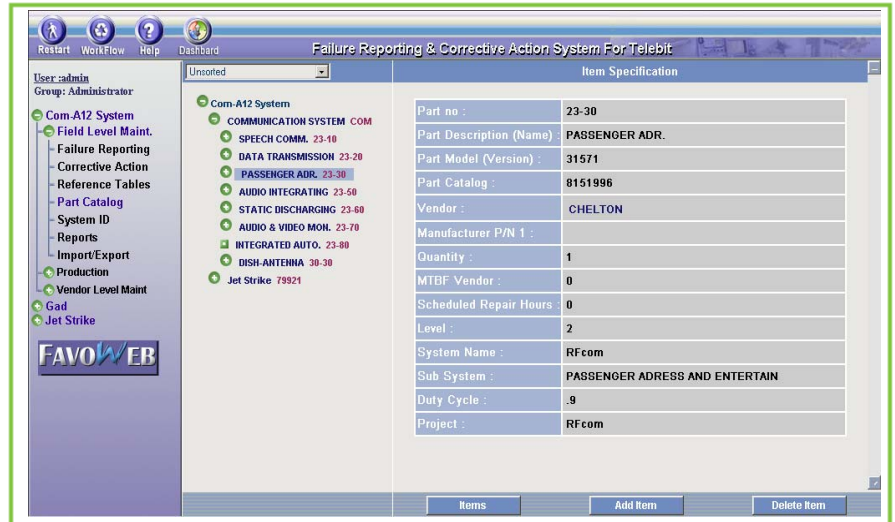 Restart WorkFlow Help Dashbard
Failure Reporting & Corrective Action System For Telebit
User :admin
Group: Administrator
Com-A12 System
Field Level Maint.
Failure Reporting
Corrective Action
Reference Tables
Part Catalog
System ID
Reports
Import/Export
Production
Vendor Level Maint
Gad
Jet Strike
FAVOWEB
Unsorted
Com-A12 System
COMMUNICATION SYSTEM COM
SPEECH COMM. 23-10
DATA TRANSMISSION 23-20
PASSENGER ADR. 23-30
AUDIO INTEGRATING 23-50
STATIC DISCHARGING 23-60
AUDIO & VIDEO MON. 23-70
INTEGRATED AUTO. 23-80
DISH-ANTENNA 30-30
Jet Strike 79921
Item Specification
Part no : 23-30
Part Description (Name) : PASSENGER ADR.
Part Model (Version) : 31571
Part Catalog : 8151996
Vendor : CHELTON
Manufacturer P/N 1 :
Quantity : 1
MTBF Vendor : 0
Scheduled Repair Hours : 0
Level : 2
System Name : RFcom
Sub System : PASSENGER ADRESS AND ENTERTAIN
Duty Cycle : .9
Project : RFcom
Items Add Item Delete Item